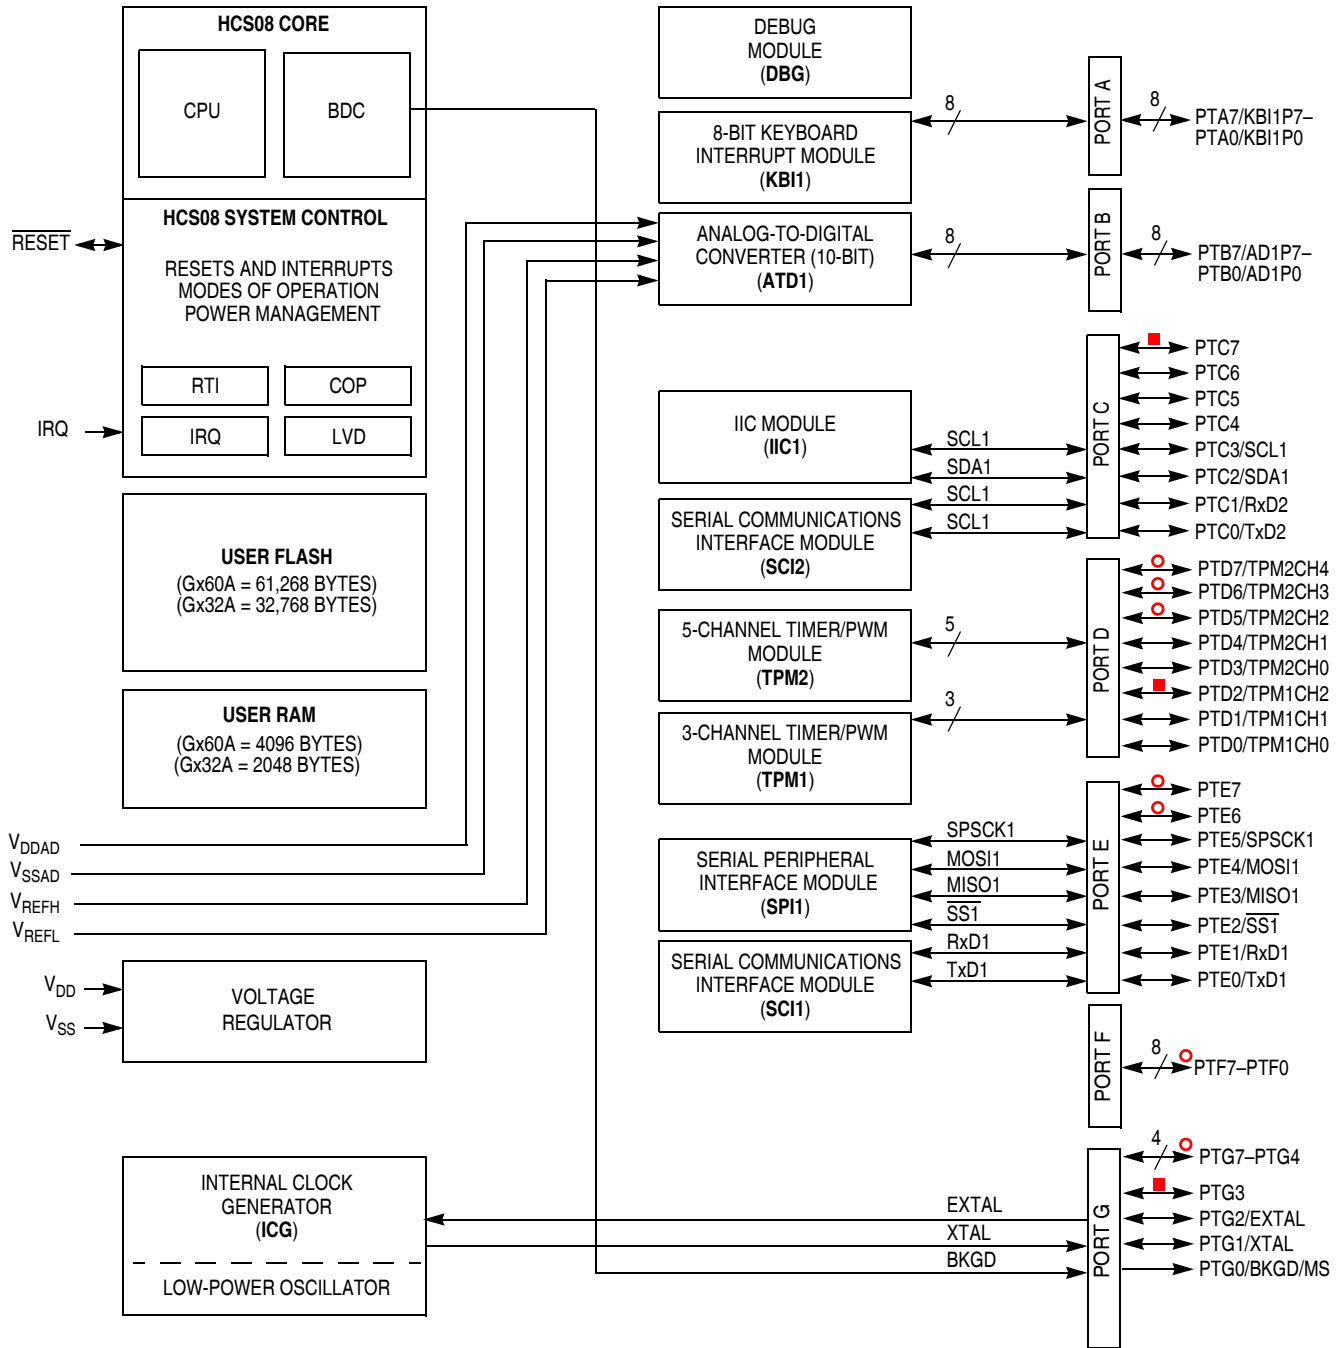 HCS08 CORE
CPU
BDC
HCS08 SYSTEM CONTROL
RESET
RESETS AND INTERRUPTS
MODES OF OPERATION
POWER MANAGEMENT
RTI
COP
IRQ
IRQ
LVD
USER FLASH
(Gx60A = 61,268 BYTES)
(Gx32A = 32,768 BYTES)
USER RAM
(Gx60A = 4096 BYTES)
(Gx32A = 2048 BYTES)
VDDAD
VSSAD
VREFH
VREFL
VDD
VSS
VOLTAGE
REGULATOR
INTERNAL CLOCK
GENERATOR
(ICG)
LOW-POWER OSCILLATOR
DEBUG
MODULE
(DBG)
8-BIT KEYBOARD
INTERRUPT MODULE
(KBI1)
8
PORT A
8
PTA7/KBI1P7–
PTA0/KBI1P0
ANALOG-TO-DIGITAL
CONVERTER (10-BIT)
(ATD1)
8
PORT B
8
PTB7/AD1P7–
PTB0/AD1P0
IIC MODULE
(IIC1)
SCL1
SDA1
SERIAL COMMUNICATIONS
INTERFACE MODULE
(SCI2)
SCL1
SCL1
PORT C
PTC7
PTC6
PTC5
PTC4
PTC3/SCL1
PTC2/SDA1
PTC1/RxD2
PTC0/TxD2
5-CHANNEL TIMER/PWM
MODULE
(TPM2)
5
3-CHANNEL TIMER/PWM
MODULE
(TPM1)
3
PORT D
PTD7/TPM2CH4
PTD6/TPM2CH3
PTD5/TPM2CH2
PTD4/TPM2CH1
PTD3/TPM2CH0
PTD2/TPM1CH2
PTD1/TPM1CH1
PTD0/TPM1CH0
SERIAL PERIPHERAL
INTERFACE MODULE
(SPI1)
SPSCK1
MOSI1
MISO1
SS1
SERIAL COMMUNICATIONS
INTERFACE MODULE
(SCI1)
RxD1
TxD1
PORT E
PTE7
PTE6
PTE5/SPSCK1
PTE4/MOSI1
PTE3/MISO1
PTE2/SS1
PTE1/RxD1
PTE0/TxD1
PORT F
8
PTF7–PTF0
EXTAL
XTAL
BKGD
PORT G
4
PTG7–PTG4
PTG3
PTG2/EXTAL
PTG1/XTAL
PTG0/BKGD/MS